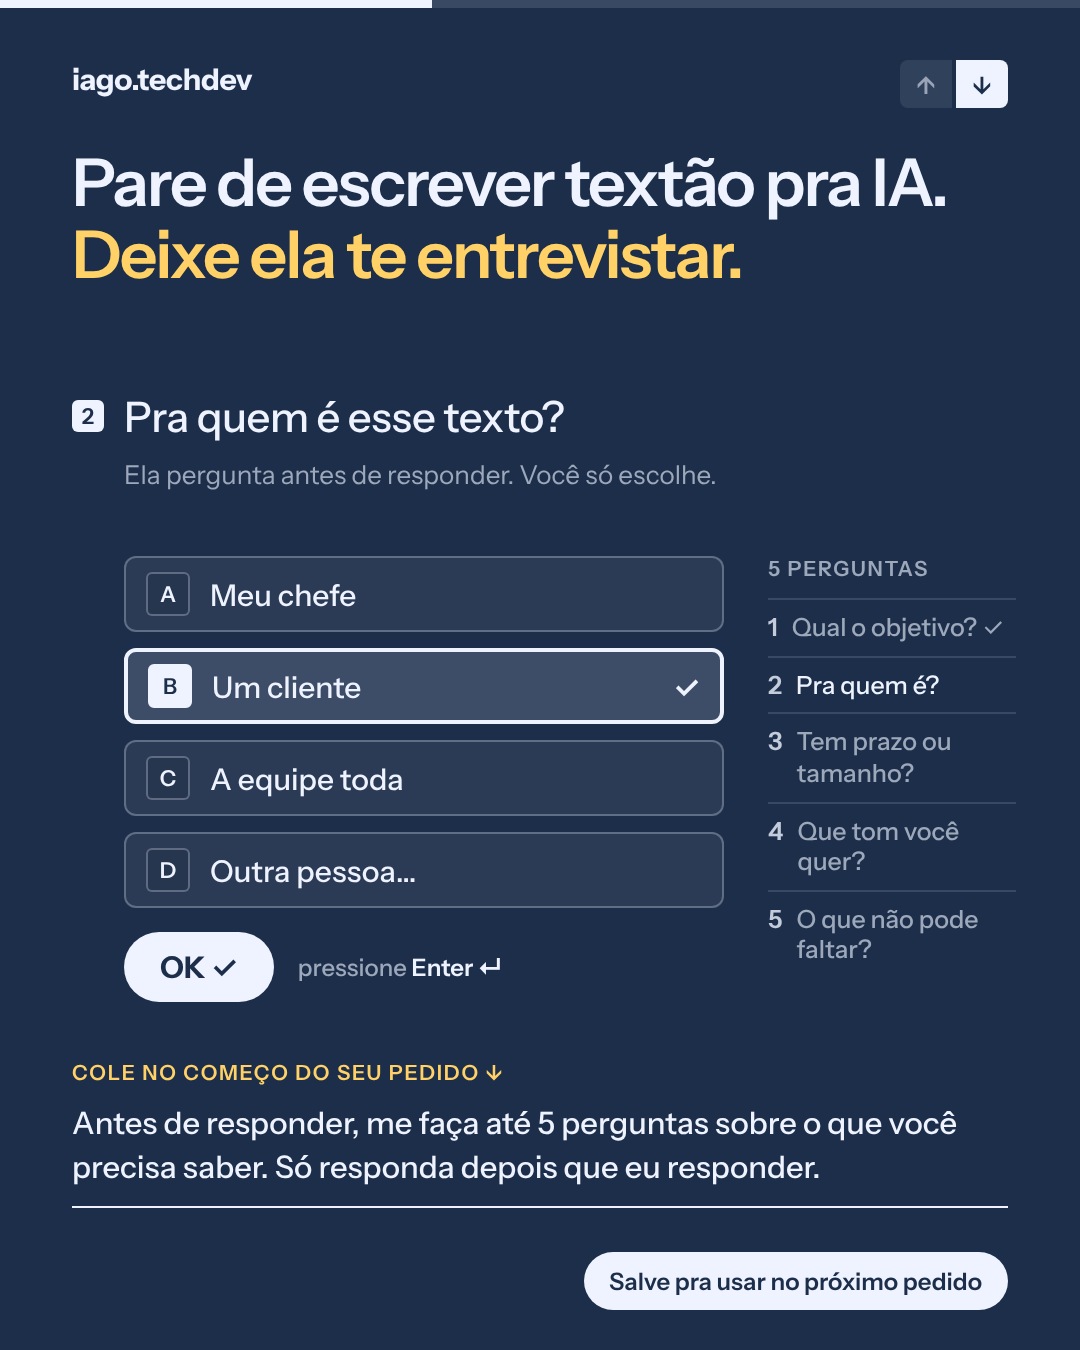 iago.techdev
↑ ↓
Pare de escrever textão pra IA.
Deixe ela te entrevistar.
2 Pra quem é esse texto?
Ela pergunta antes de responder. Você só escolhe.
A Meu chefe
B Um cliente ✓
C A equipe toda
D Outra pessoa...
OK ✓ pressione Enter ↵
5 PERGUNTAS
1 Qual o objetivo? ✓
2 Pra quem é?
3 Tem prazo ou
tamanho?
4 Que tom você
quer?
5 O que não pode
faltar?
COLE NO COMEÇO DO SEU PEDIDO ↓
Antes de responder, me faça até 5 perguntas sobre o que você
precisa saber. Só responda depois que eu responder.
Salve pra usar no próximo pedido